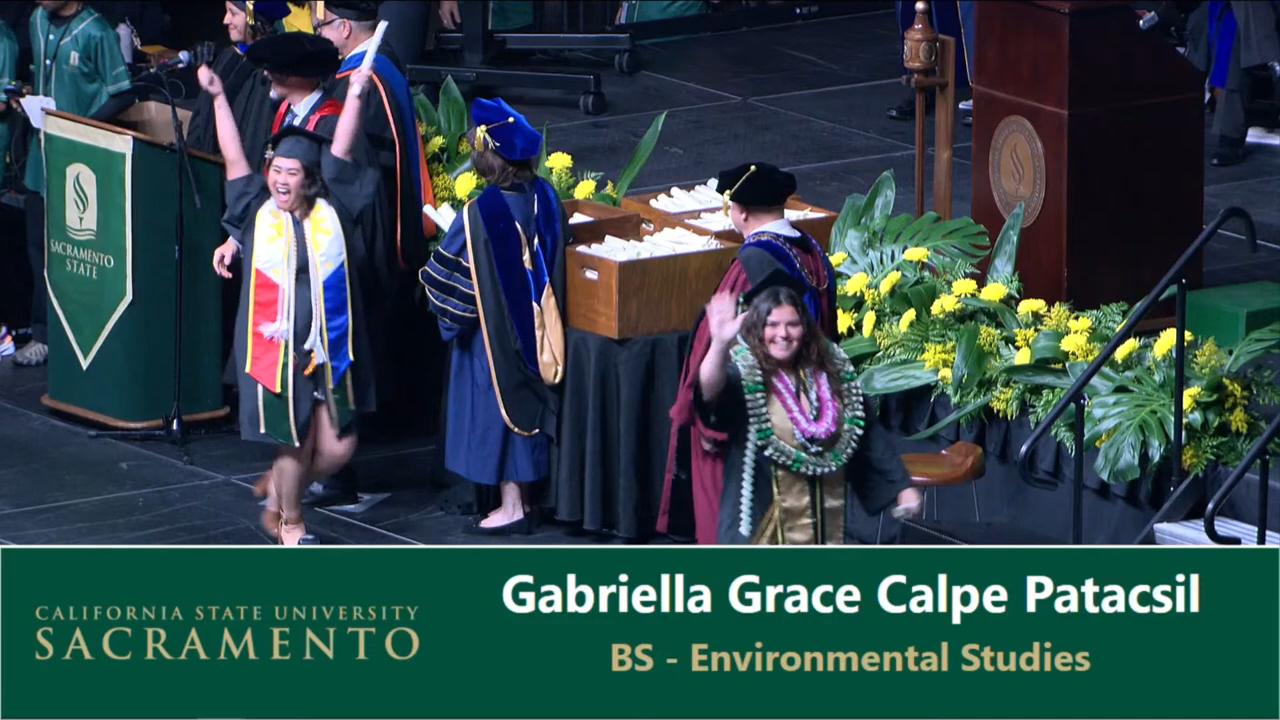 SACRAMENTO
STATE
CALIFORNIA STATE UNIVERSITY
SACRAMENTO
Gabriella Grace Calpe Patacsil
BS - Environmental Studies